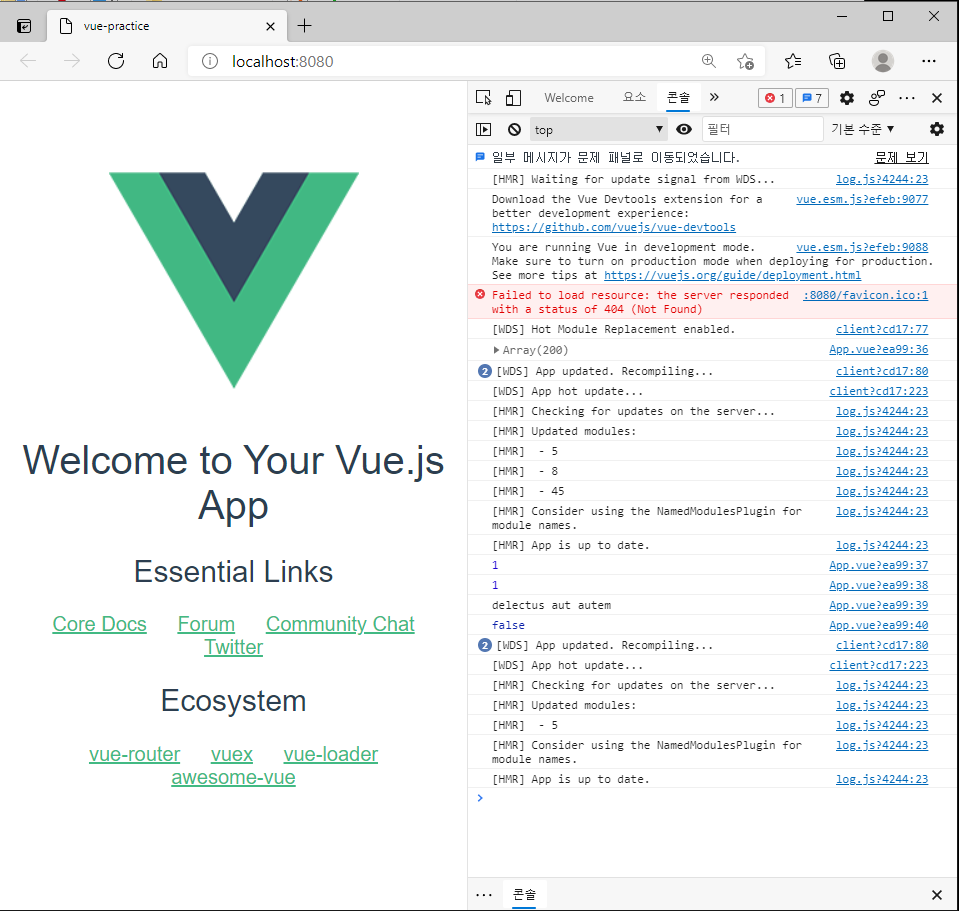 vue-practice
localhost:8080
Welcome to Your Vue.js
App
Essential Links
Core Docs Forum Community Chat
Twitter
Ecosystem
vue-router vuex vue-loader
awesome-vue
Welcome 요소 콘솔 1 7
top 필터 기본 수준
일부 메시지가 문제 패널로 이동되었습니다. 문제 보기
[HMR] Waiting for update signal from WDS... log.js?4244:23
Download the Vue Devtools extension for a vue.esm.js?efeb:9077
better development experience:
https://github.com/vuejs/vue-devtools
You are running Vue in development mode. vue.esm.js?efeb:9088
Make sure to turn on production mode when deploying for production.
See more tips at https://vuejs.org/guide/deployment.html
Failed to load resource: the server responded :8080/favicon.ico:1
with a status of 404 (Not Found)
[WDS] Hot Module Replacement enabled. client?cd17:77
Array(200) App.vue?ea99:36
2 [WDS] App updated. Recompiling... client?cd17:80
[WDS] App hot update... client?cd17:223
[HMR] Checking for updates on the server... log.js?4244:23
[HMR] Updated modules: log.js?4244:23
[HMR]  - 5 log.js?4244:23
[HMR]  - 8 log.js?4244:23
[HMR]  - 45 log.js?4244:23
[HMR] Consider using the NamedModulesPlugin for log.js?4244:23
module names.
[HMR] App is up to date. log.js?4244:23
1 App.vue?ea99:37
1 App.vue?ea99:38
delectus aut autem App.vue?ea99:39
false App.vue?ea99:40
2 [WDS] App updated. Recompiling... client?cd17:80
[WDS] App hot update... client?cd17:223
[HMR] Checking for updates on the server... log.js?4244:23
[HMR] Updated modules: log.js?4244:23
[HMR]  - 5 log.js?4244:23
[HMR] Consider using the NamedModulesPlugin for log.js?4244:23
module names.
[HMR] App is up to date. log.js?4244:23
콘솔